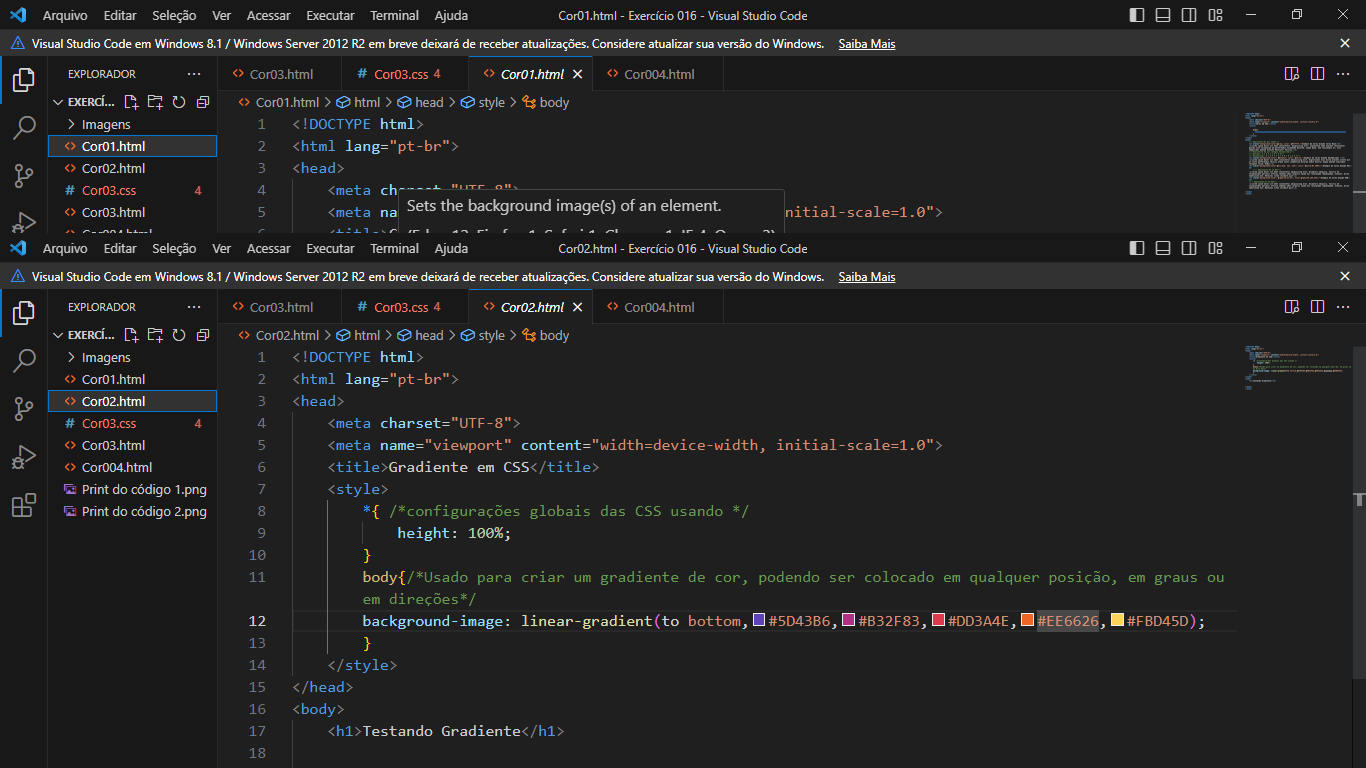 Arquivo Editar Seleção Ver Acessar Executar Terminal Ajuda Cor01.html - Exercício 016 - Visual Studio Code
Visual Studio Code em Windows 8.1 / Windows Server 2012 R2 em breve deixará de receber atualizações. Considere atualizar sua versão do Windows. Saiba Mais
EXPLORADOR ··· Cor03.html # Cor03.css 4 Cor01.html Cor004.html
EXERCÍ... Cor01.html > html > head > style > body
Imagens 1 <!DOCTYPE html>
Cor01.html 2 <html lang="pt-br">
Cor02.html 3 <head>
# Cor03.css 4 4 <meta charset="UTF-8">
Cor03.html 5 <meta na Sets the background image(s) of an element. nitial-scale=1.0">
Arquivo Editar Seleção Ver Acessar Executar Terminal Ajuda Cor02.html - Exercício 016 - Visual Studio Code
Visual Studio Code em Windows 8.1 / Windows Server 2012 R2 em breve deixará de receber atualizações. Considere atualizar sua versão do Windows. Saiba Mais
EXPLORADOR ··· Cor03.html # Cor03.css 4 Cor02.html Cor004.html
EXERCÍ... Cor02.html > html > head > style > body
Imagens 1 <!DOCTYPE html>
Cor01.html 2 <html lang="pt-br">
Cor02.html 3 <head>
# Cor03.css 4 4 <meta charset="UTF-8">
Cor03.html 5 <meta name="viewport" content="width=device-width, initial-scale=1.0">
Cor004.html 6 <title>Gradiente em CSS</title>
Print do código 1.png 7 <style>
Print do código 2.png 8 *{ /*configurações globais das CSS usando */
9 height: 100%;
10 }
11 body{/*Usado para criar um gradiente de cor, podendo ser colocado em qualquer posição, em graus ou
em direções*/
12 background-image: linear-gradient(to bottom,#5D43B6,#B32F83,#DD3A4E,#EE6626,#FBD45D);
13 }
14 </style>
15 </head>
16 <body>
17 <h1>Testando Gradiente</h1>
18